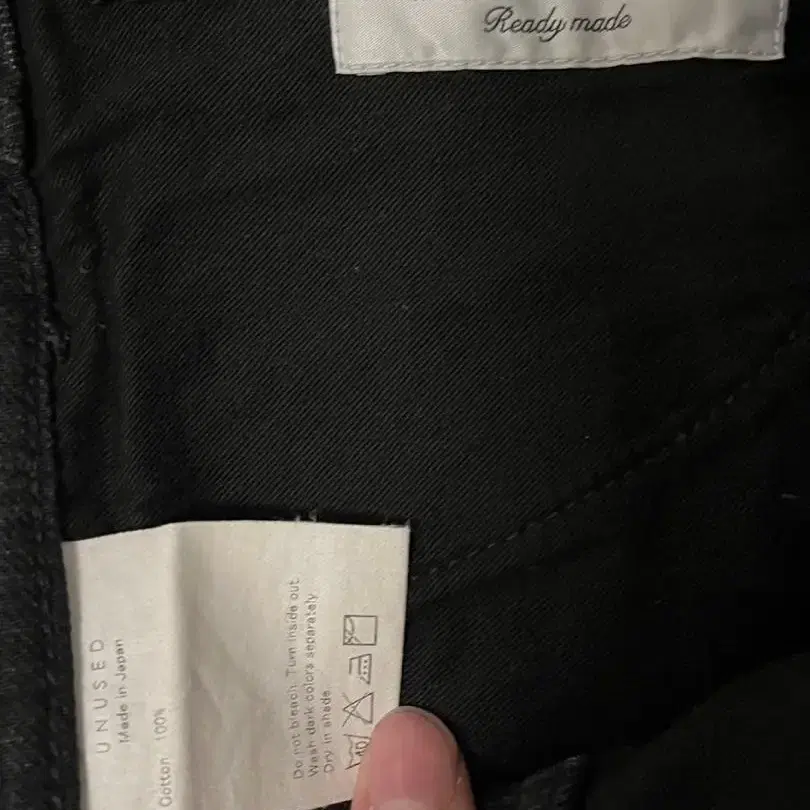 Ready made
UNUSED
Made in Japan
Cotton 100%
Do not bleach. Turn inside out.
Wash dark colors separately.
Dry in shade.
40